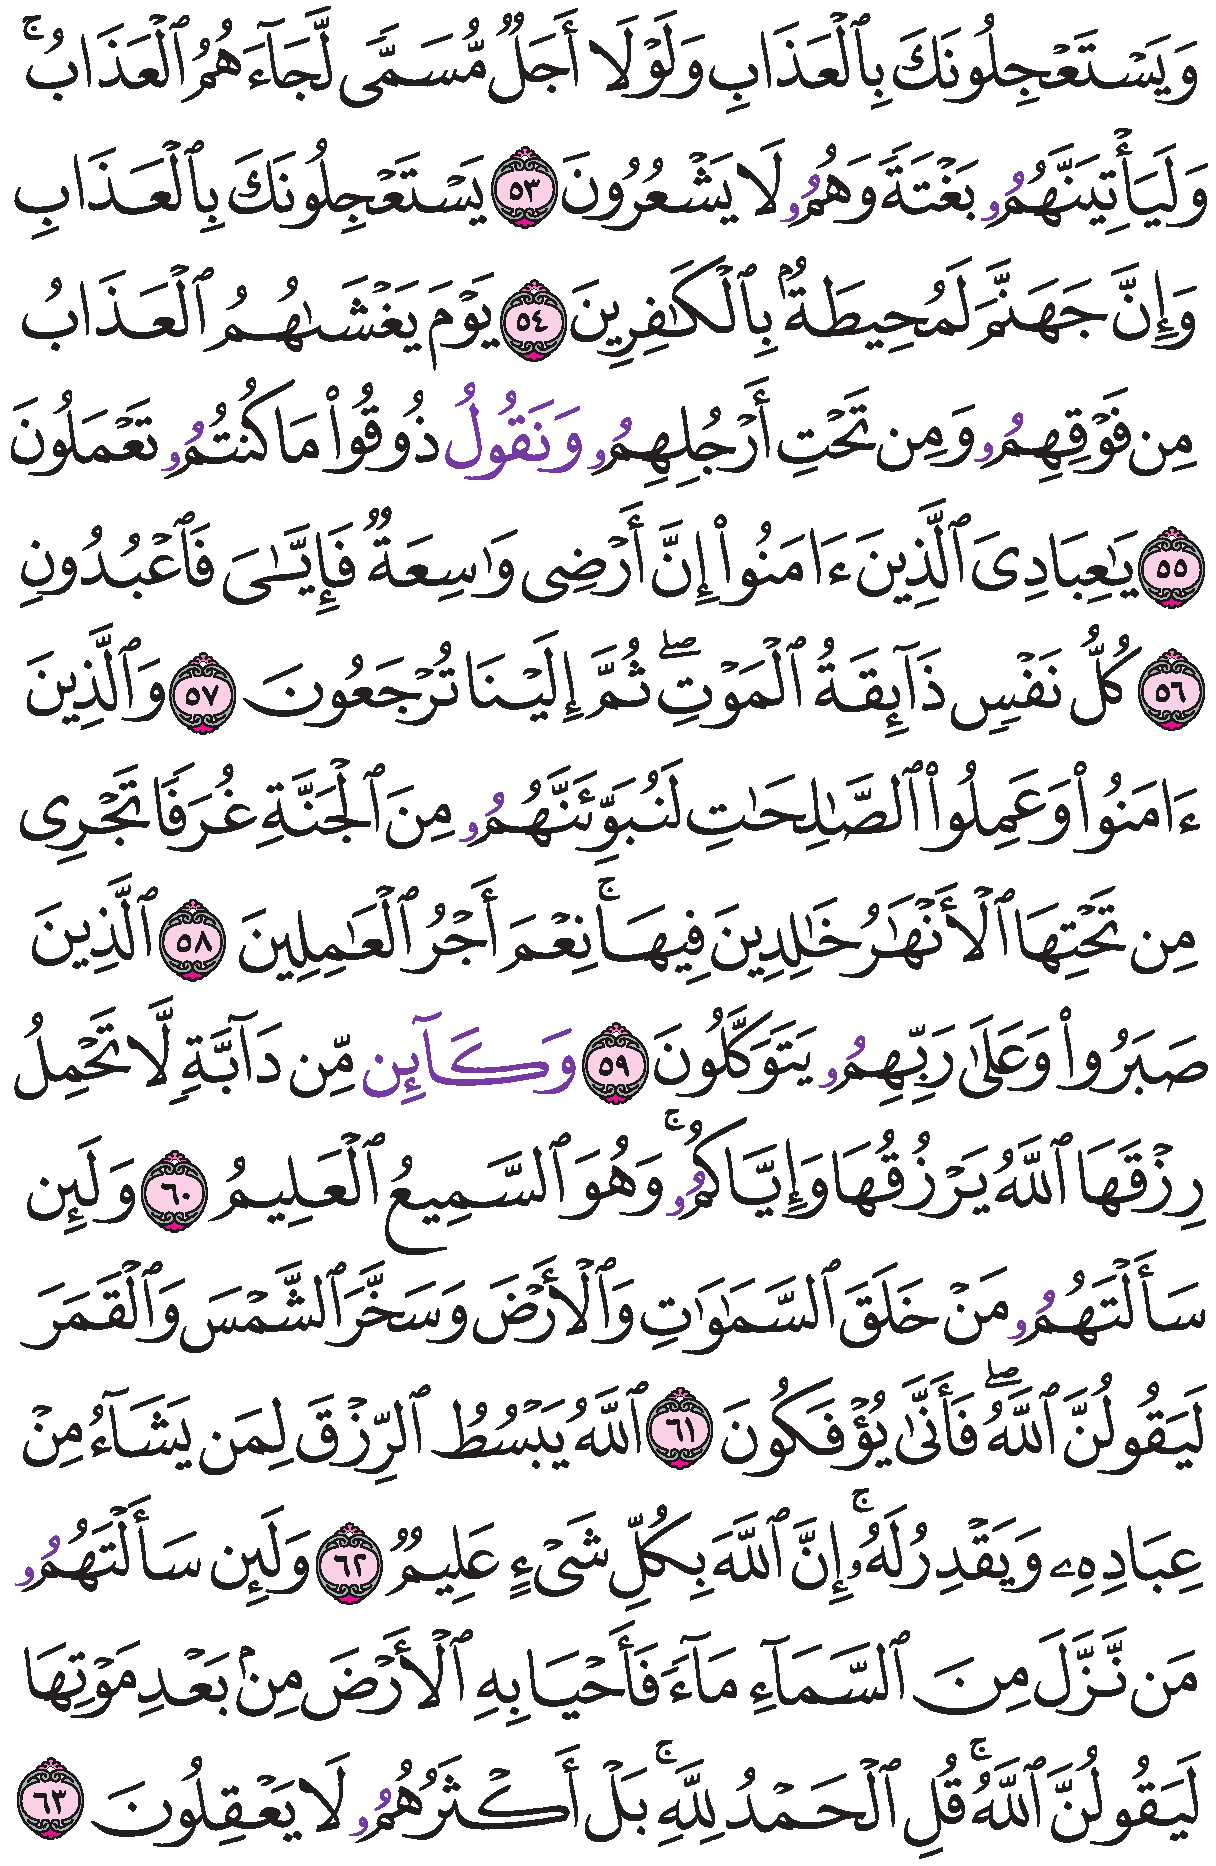 وَيَسۡتَعۡجِلُونَكَ بِٱلۡعَذَابِ وَلَوۡلَآ أَجَلٞ مُّسَمّٗى لَّجَآءَهُمُ ٱلۡعَذَابُۚ
وَلَيَأۡتِيَنَّهُمُۥ بَغۡتَةٗ وَهُمُۥ لَا يَشۡعُرُونَ ٥٣ يَسۡتَعۡجِلُونَكَ بِٱلۡعَذَابِ
وَإِنَّ جَهَنَّمَ لَمُحِيطَةُۢ بِٱلۡكَٰفِرِينَ ٥٤ يَوۡمَ يَغۡشَىٰهُمُ ٱلۡعَذَابُ
مِن فَوۡقِهِمُۥ وَمِن تَحۡتِ أَرۡجُلِهِمُۥ وَنَقُولُ ذُوقُواْ مَا كُنتُمُۥ تَعۡمَلُونَ
٥٥ يَٰعِبَادِيَ ٱلَّذِينَ ءَامَنُوٓاْ إِنَّ أَرۡضِي وَٰسِعَةٞ فَإِيَّٰيَ فَٱعۡبُدُونِ
٥٦ كُلُّ نَفۡسٖ ذَآئِقَةُ ٱلۡمَوۡتِۖ ثُمَّ إِلَيۡنَا تُرۡجَعُونَ ٥٧ وَٱلَّذِينَ
ءَامَنُواْ وَعَمِلُواْ ٱلصَّٰلِحَٰتِ لَنُبَوِّئَنَّهُمُۥ مِنَ ٱلۡجَنَّةِ غُرَفٗا تَجۡرِي
مِن تَحۡتِهَا ٱلۡأَنۡهَٰرُ خَٰلِدِينَ فِيهَاۚ نِعۡمَ أَجۡرُ ٱلۡعَٰمِلِينَ ٥٨ ٱلَّذِينَ
صَبَرُواْ وَعَلَىٰ رَبِّهِمُۥ يَتَوَكَّلُونَ ٥٩ وَكَآئِن مِّن دَآبَّةٖ لَّا تَحۡمِلُ
رِزۡقَهَا ٱللَّهُ يَرۡزُقُهَا وَإِيَّاكُمُۥۚ وَهُوَ ٱلسَّمِيعُ ٱلۡعَلِيمُ ٦٠ وَلَئِن
سَأَلۡتَهُمُۥ مَنۡ خَلَقَ ٱلسَّمَٰوَٰتِ وَٱلۡأَرۡضَ وَسَخَّرَ ٱلشَّمۡسَ وَٱلۡقَمَرَ
لَيَقُولُنَّ ٱللَّهُۖ فَأَنَّىٰ يُؤۡفَكُونَ ٦١ ٱللَّهُ يَبۡسُطُ ٱلرِّزۡقَ لِمَن يَشَآءُ مِنۡ
عِبَادِهِۦ وَيَقۡدِرُ لَهُۥٓۚ إِنَّ ٱللَّهَ بِكُلِّ شَيۡءٍ عَلِيمٞ ٦٢ وَلَئِن سَأَلۡتَهُمُۥ
مَن نَّزَّلَ مِنَ ٱلسَّمَآءِ مَآءٗ فَأَحۡيَا بِهِ ٱلۡأَرۡضَ مِنۢ بَعۡدِ مَوۡتِهَا
لَيَقُولُنَّ ٱللَّهُۚ قُلِ ٱلۡحَمۡدُ لِلَّهِۚ بَلۡ أَكۡثَرُهُمُۥ لَا يَعۡقِلُونَ ٦٣